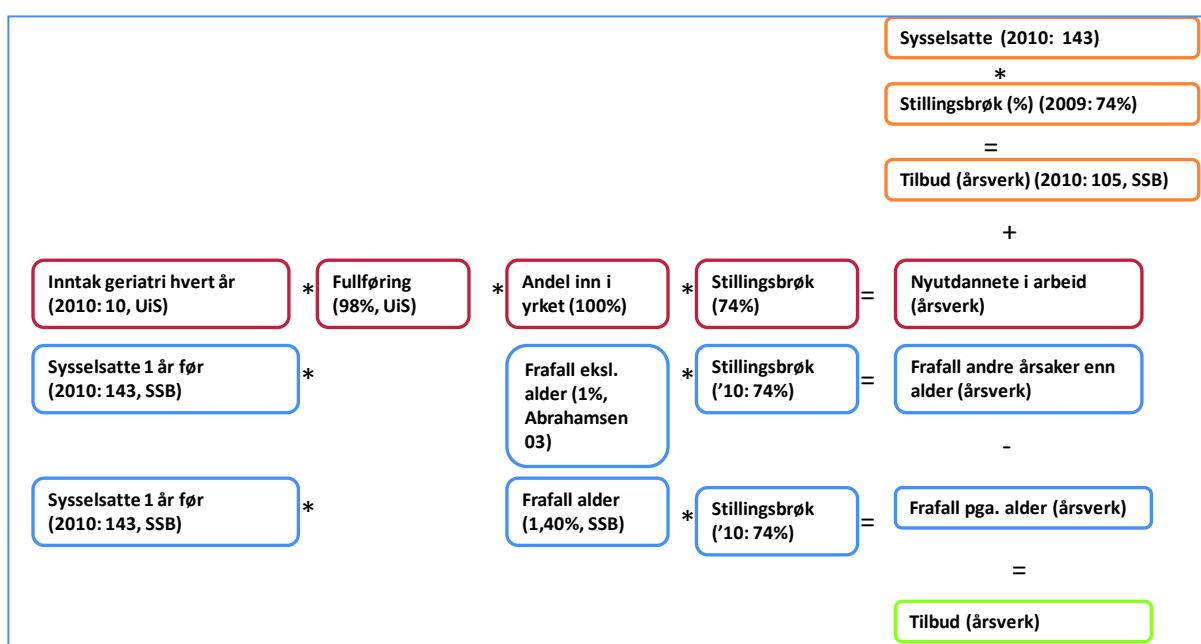 Sysselsatte (2010: 143)
*
Stillingsbrøk (%) (2009: 74%)
=
Tilbud (årsverk) (2010: 105, SSB)
+
Inntak geriatri hvert år
(2010: 10, UiS)
*
Fullføring
(98%, UiS)
*
Andel inn i
yrket (100%)
*
Stillingsbrøk
(74%)
=
Nyutdannete i arbeid
(årsverk)
Sysselsatte 1 år før
(2010: 143, SSB)
*
Frafall eksl.
alder (1%,
Abrahamsen
03)
*
Stillingsbrøk
('10: 74%)
=
Frafall andre årsaker enn
alder (årsverk)
-
Sysselsatte 1 år før
(2010: 143, SSB)
*
Frafall alder
(1,40%, SSB)
*
Stillingsbrøk
('10: 74%)
=
Frafall pga. alder (årsverk)
=
Tilbud (årsverk)